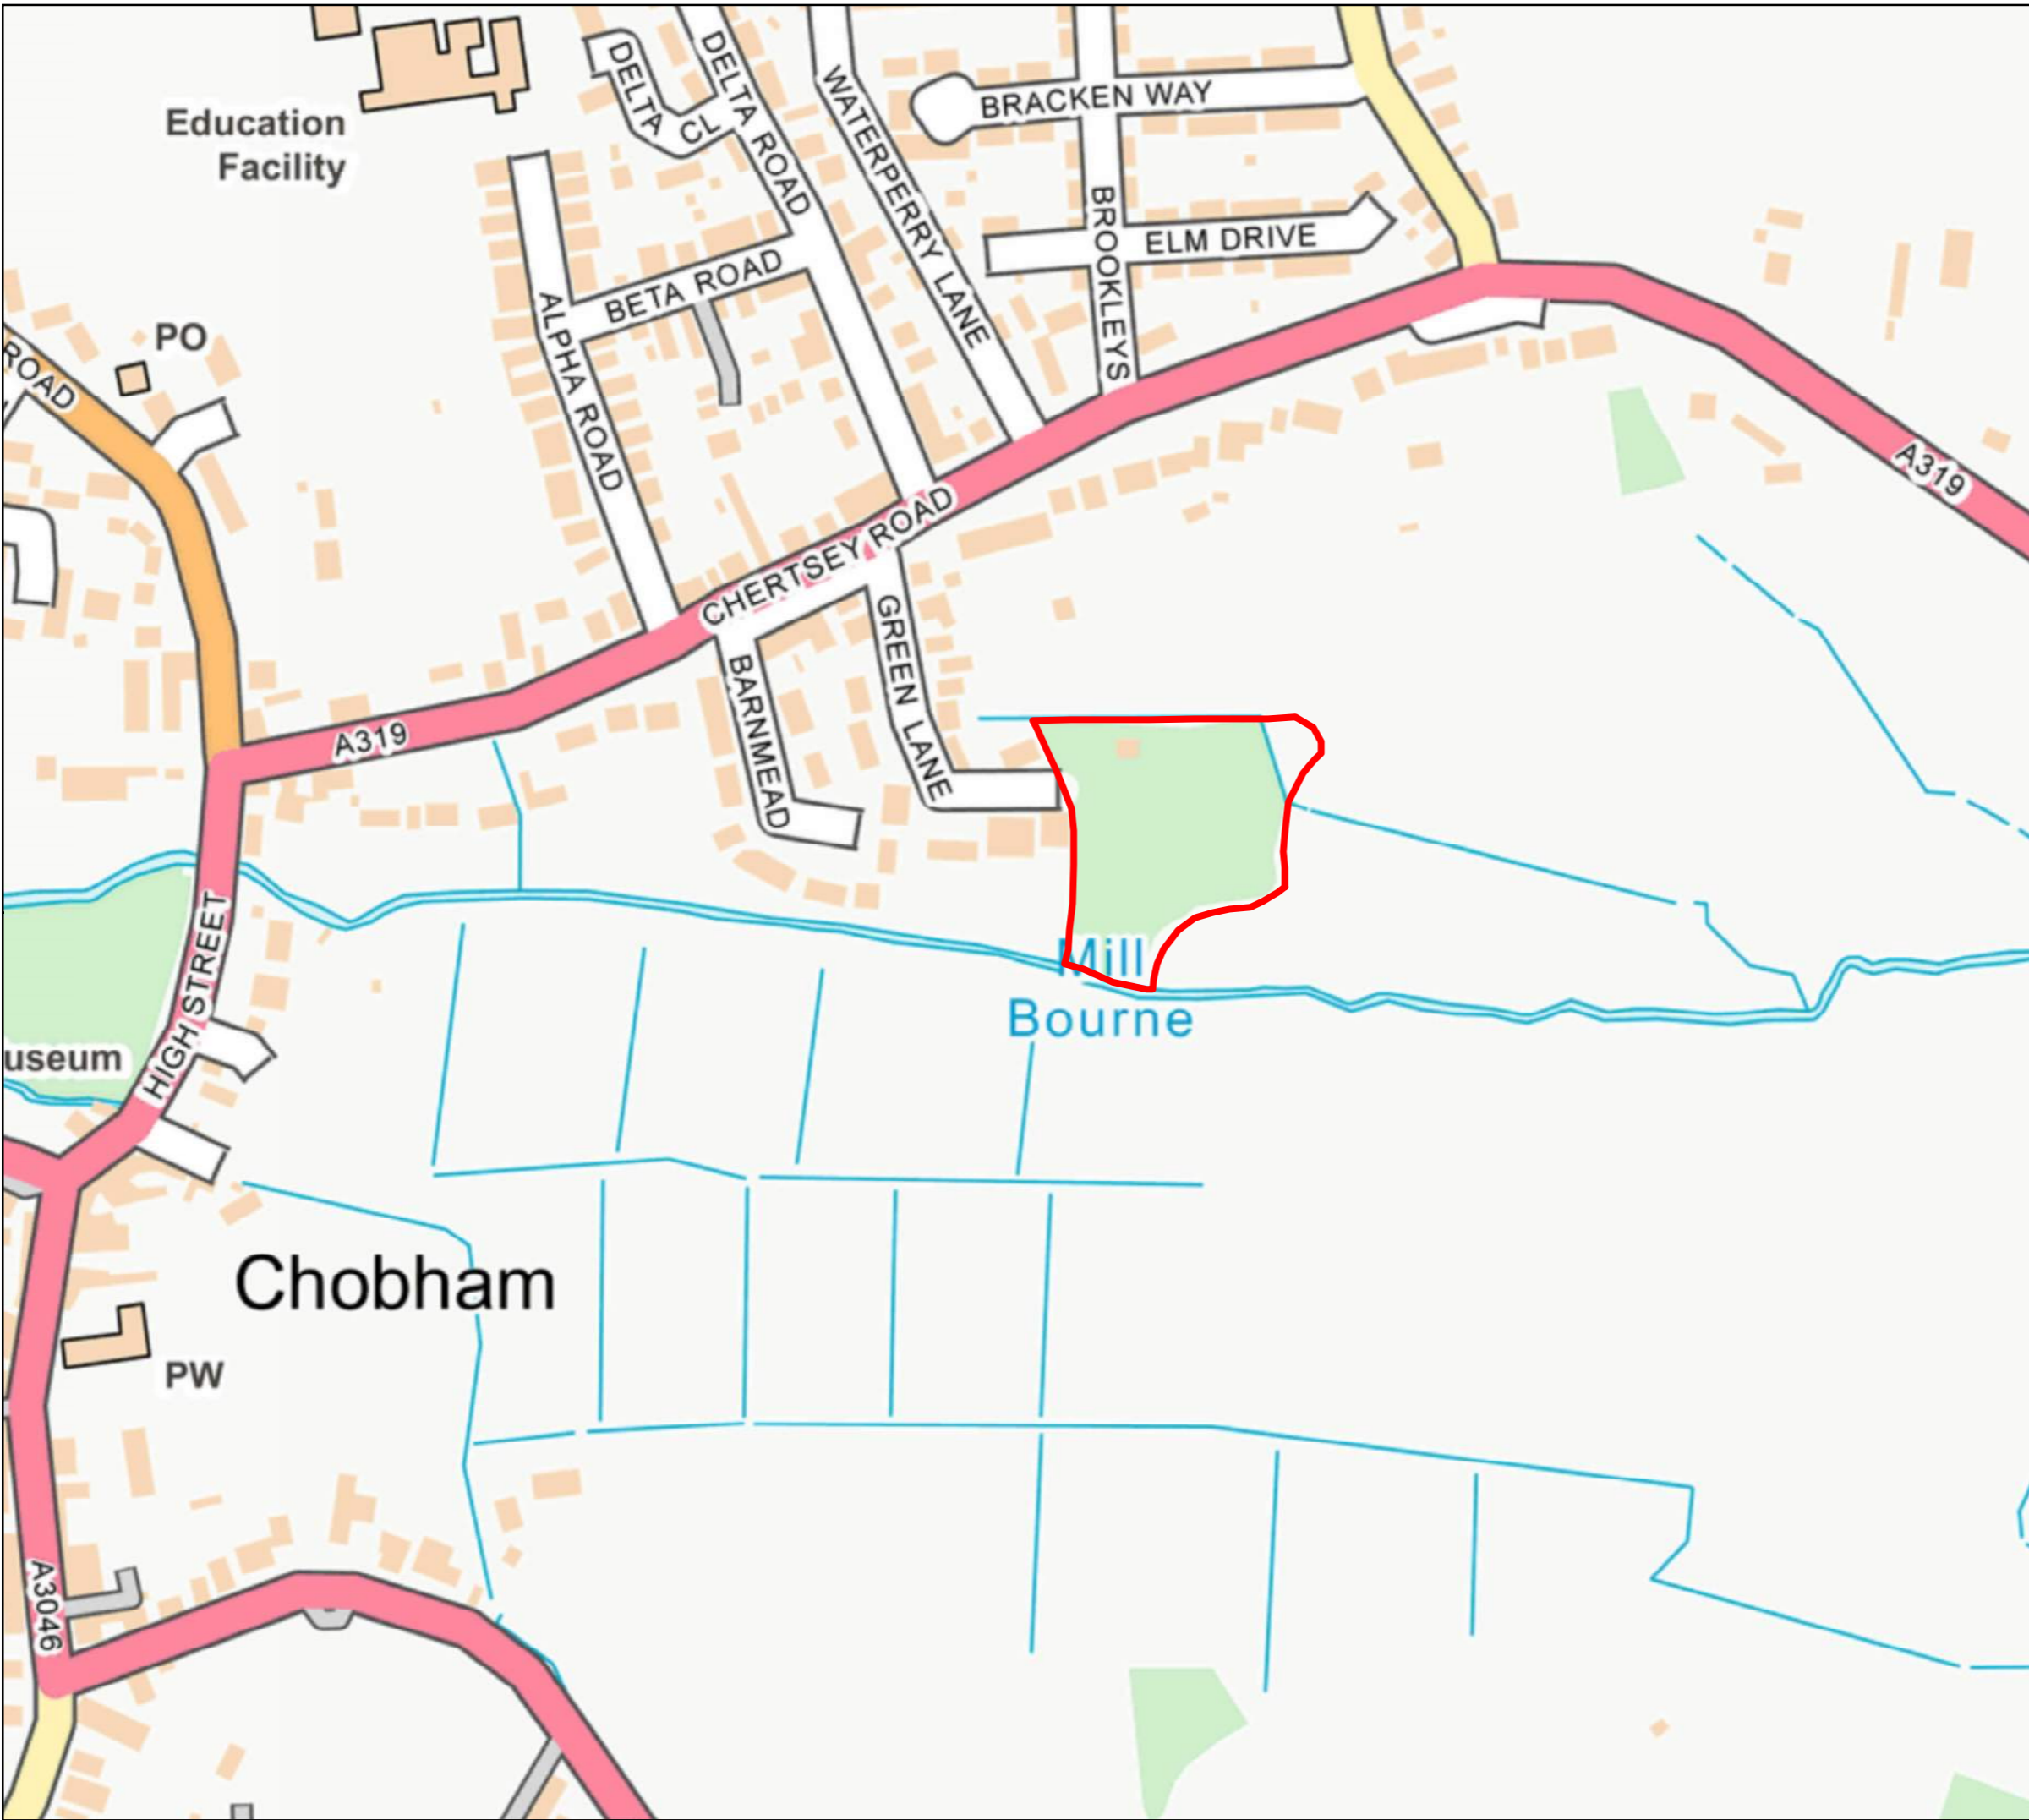 DELTA CL
DELTA ROAD
WATERPERRY LANE
BRACKEN WAY
Education
Facility
BROOKLEYS
ELM DRIVE
BETA ROAD
ALPHA ROAD
PO
ROAD
A319
CHERTSEY ROAD
GREEN LANE
BARNMEAD
A319
HIGH STREET
Mill
Bourne
useum
Chobham
PW
A3046